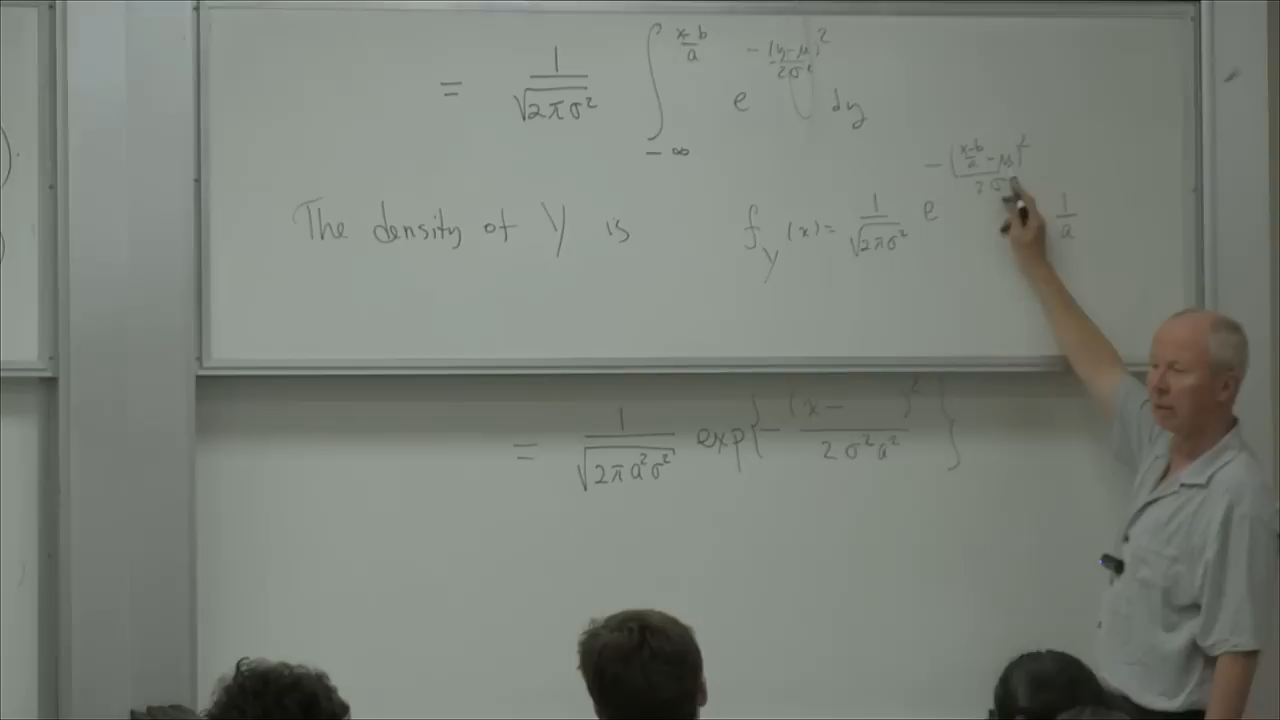 = 1/√(2πσ²) ∫_{-∞}^{(x-b)/a} e^{-(y-μ)²/2σ²} dy
The density of Y is f_Y(x) = 1/√(2πσ²) e^{-((x-b)/a - μ)²/2σ²} 1/a
= 1/√(2πa²σ²) exp{- (x- )²/2σ²a² }